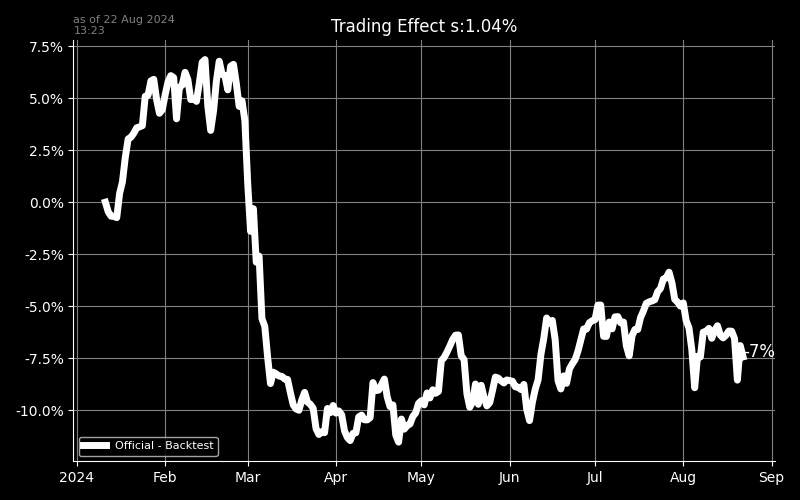 as of 22 Aug 2024
13:23
Trading Effect s:1.04%
7.5%
5.0%
2.5%
0.0%
-2.5%
-5.0%
-7.5%
-10.0%
-7%
Official - Backtest
2024 Feb Mar Apr May Jun Jul Aug Sep